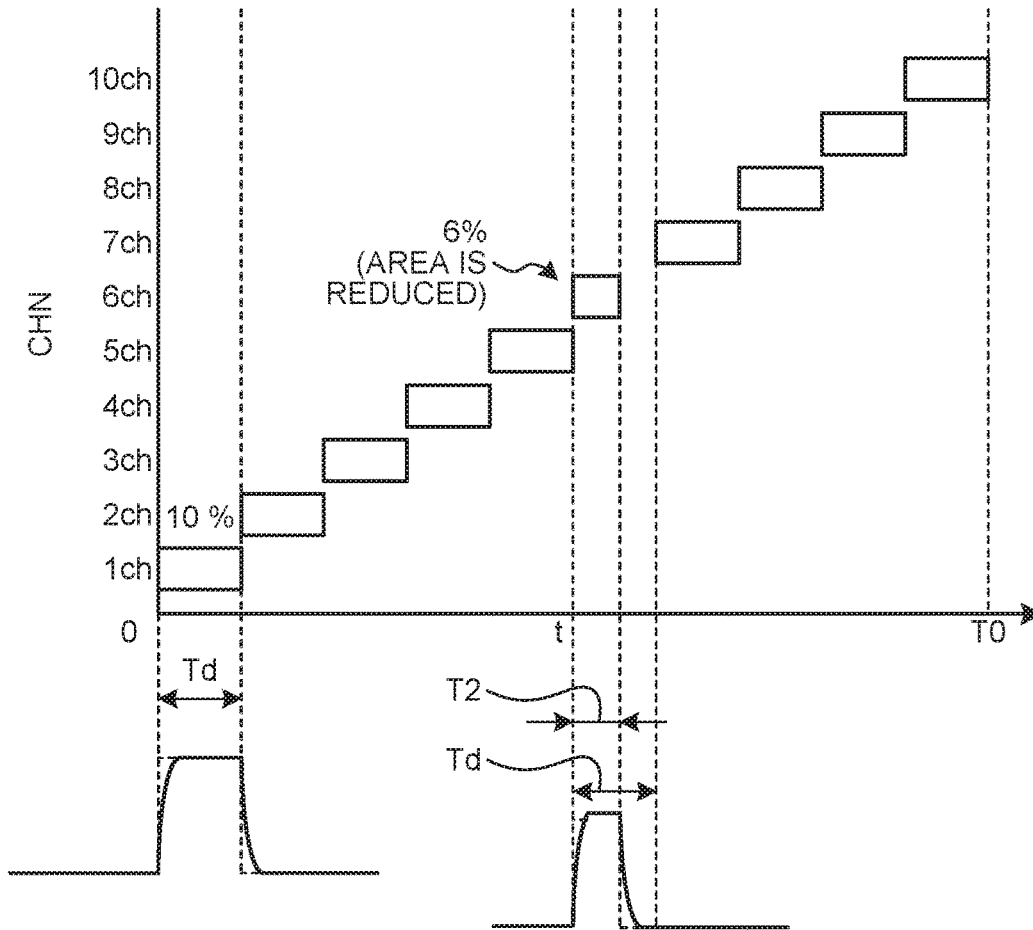 10ch
9ch
8ch
7ch
6%
(AREA IS
REDUCED)
6ch
5ch
4ch
3ch
2ch
10 %
1ch
CHN
0
t
T0
Td
T2
Td